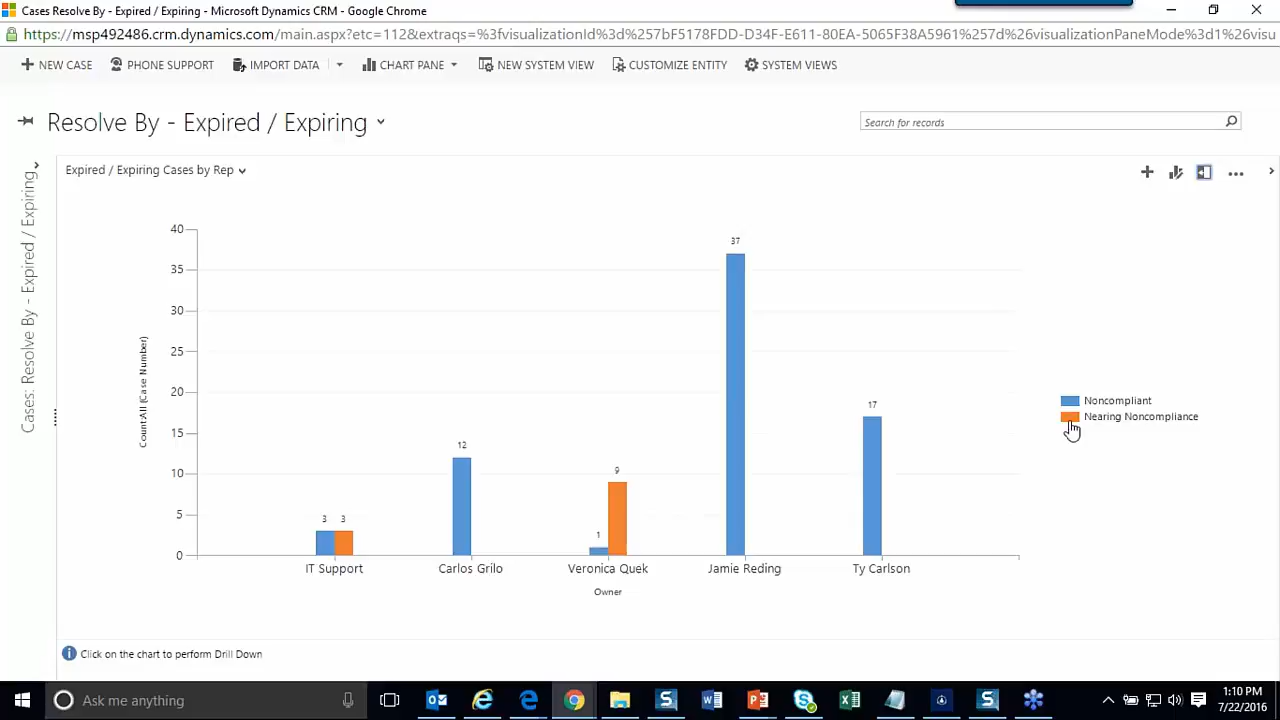 Cases Resolve By - Expired / Expiring - Microsoft Dynamics CRM - Google Chrome
https://msp492486.crm.dynamics.com/main.aspx?etc=112&extraqs=%3fvisualizationId%3d%257bF5178FDD-D34F-E611-80EA-5065F38A5961%257d%26visualizationPaneMode%3d1%26visu
NEW CASE PHONE SUPPORT IMPORT DATA CHART PANE NEW SYSTEM VIEW CUSTOMIZE ENTITY SYSTEM VIEWS
Resolve By - Expired / Expiring
Search for records
Cases: Resolve By - Expired / Expiring
Expired / Expiring Cases by Rep
Count:All (Case Number)
40
35
30
25
20
15
10
5
0
3 3
12
1
9
37
17
IT Support Carlos Grilo Veronica Quek Jamie Reding Ty Carlson
Owner
Noncompliant
Nearing Noncompliance
Click on the chart to perform Drill Down
Ask me anything
1:10 PM
7/22/2016